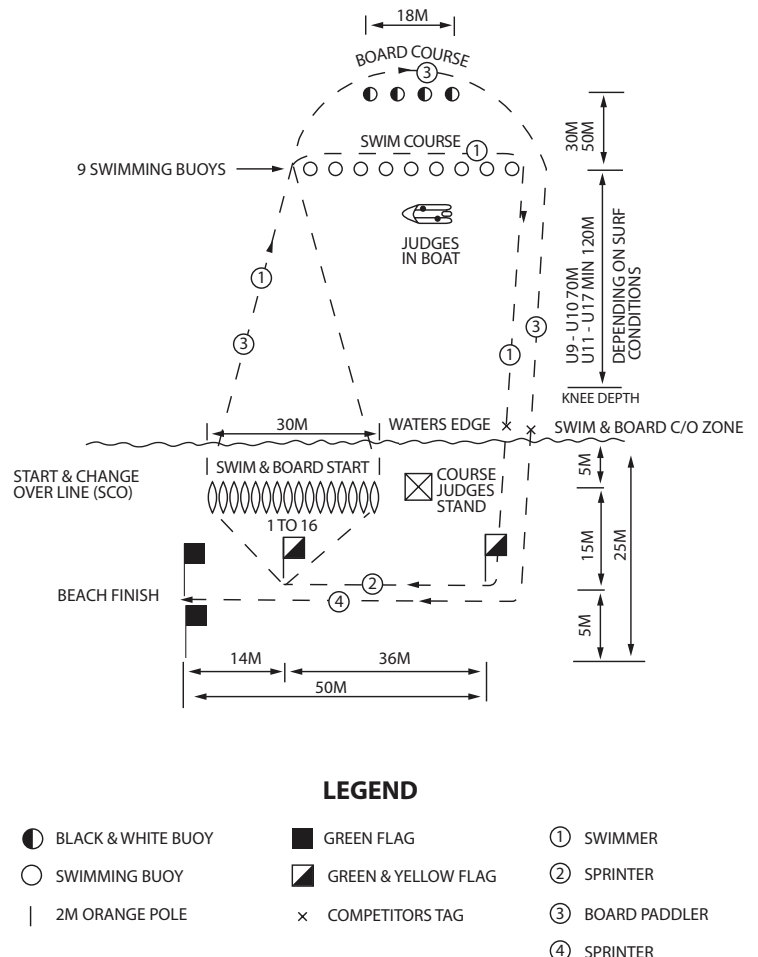 18M
BOARD COURSE
3
30M
50M
SWIM COURSE
1
9 SWIMMING BUOYS
JUDGES
IN BOAT
U9 - U10 70M
U11 - U17 MIN 120M
DEPENDING ON SURF
CONDITIONS
1
3
3
1
KNEE DEPTH
30M
WATERS EDGE
SWIM & BOARD C/O ZONE
START & CHANGE
OVER LINE (SCO)
SWIM & BOARD START
COURSE
JUDGES
STAND
5M
1 TO 16
15M
25M
BEACH FINISH
2
4
5M
14M
36M
50M
LEGEND
BLACK & WHITE BUOY
GREEN FLAG
1 SWIMMER
SWIMMING BUOY
GREEN & YELLOW FLAG
2 SPRINTER
2M ORANGE POLE
COMPETITORS TAG
3 BOARD PADDLER
4 SPRINTER